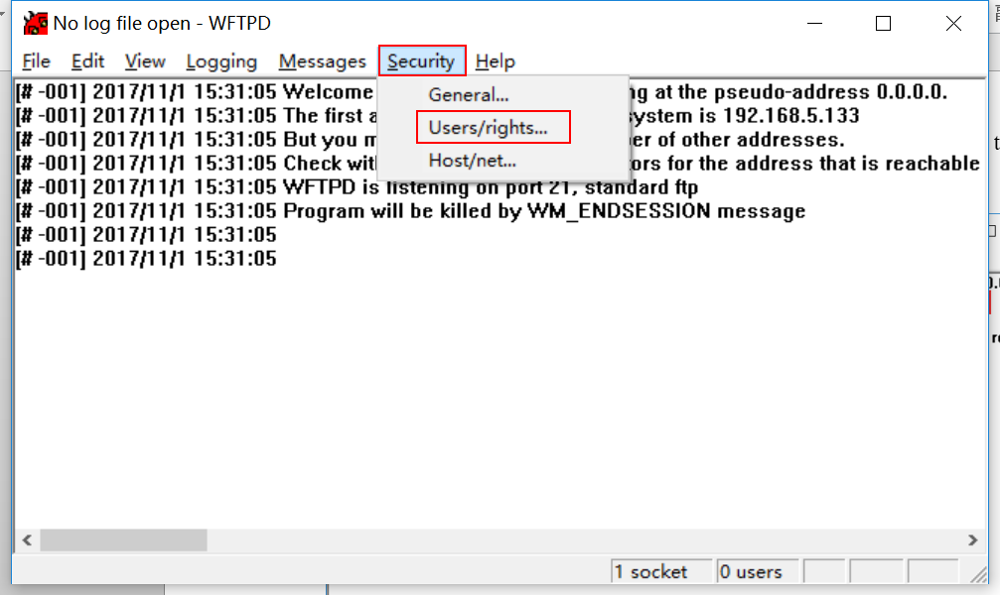 No log file open - WFTPD
File Edit View Logging Messages Security Help
General...
Users/rights...
Host/net...
[# -001] 2017/11/1 15:31:05 Welcome ng at the pseudo-address 0.0.0.0.
[# -001] 2017/11/1 15:31:05 The first a ystem is 192.168.5.133
[# -001] 2017/11/1 15:31:05 But you m er of other addresses.
[# -001] 2017/11/1 15:31:05 Check wit ors for the address that is reachable
[# -001] 2017/11/1 15:31:05 WFTPD is listening on port 21, standard ftp
[# -001] 2017/11/1 15:31:05 Program will be killed by WM_ENDSESSION message
[# -001] 2017/11/1 15:31:05
[# -001] 2017/11/1 15:31:05
1 socket 0 users